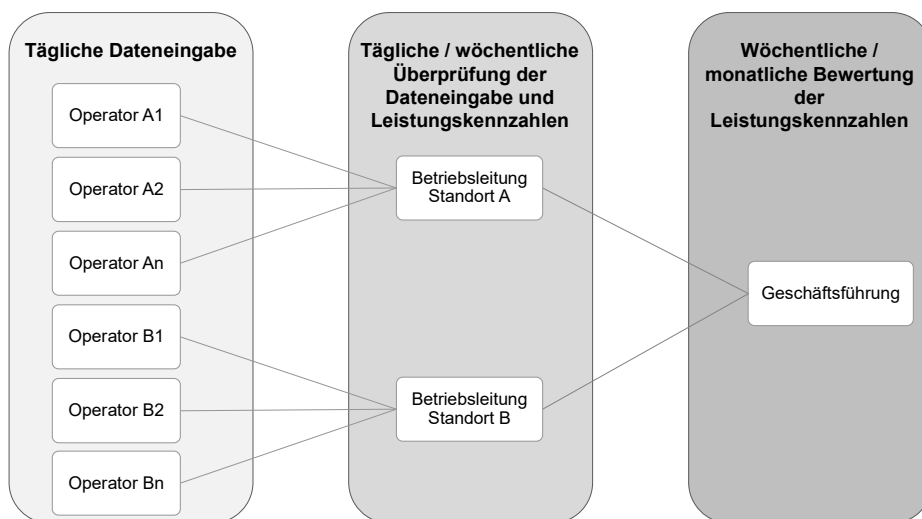 Tägliche Dateneingabe
Operator A1
Operator A2
Operator An
Operator B1
Operator B2
Operator Bn
Tägliche / wöchentliche
Überprüfung der
Dateneingabe und
Leistungskennzahlen
Betriebsleitung
Standort A
Betriebsleitung
Standort B
Wöchentliche /
monatliche Bewertung
der
Leistungskennzahlen
Geschäftsführung